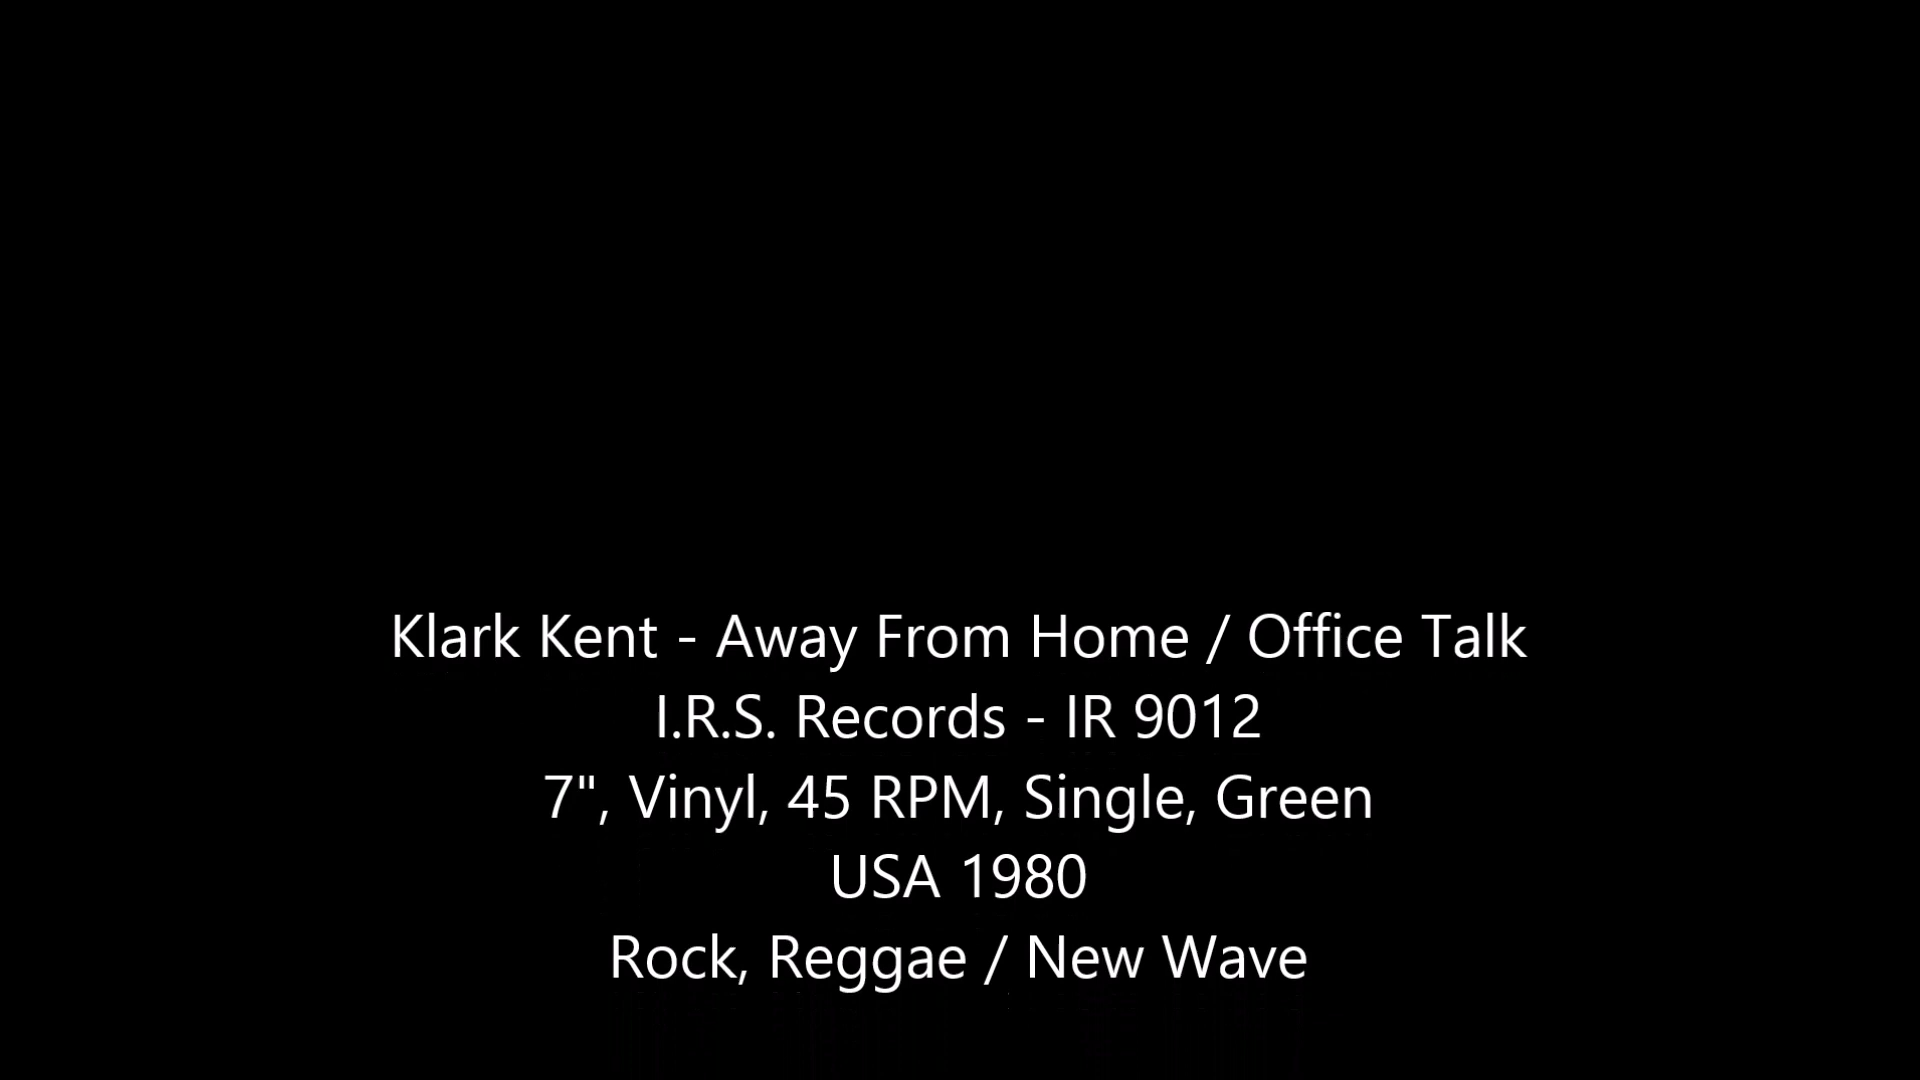 Klark Kent - Away From Home / Office Talk
I.R.S. Records - IR 9012
7", Vinyl, 45 RPM, Single, Green
USA 1980
Rock, Reggae / New Wave